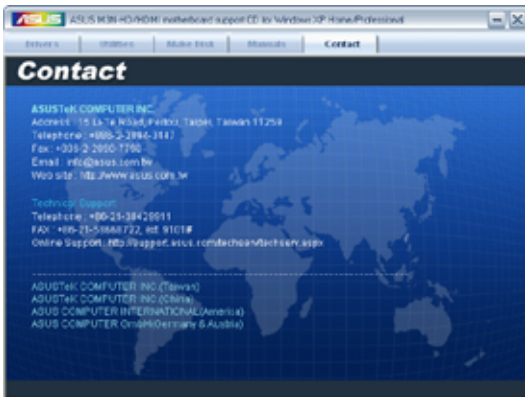 ASUS M3N-HD/HDMI motherboard support CD for Windows XP Home/Professional
Drivers Utilities Make Disk Manuals Contact
Contact
ASUSTeK COMPUTER INC.
Address : 15 Li-Te Road, Peitou, Taipei, Taiwan 11259
Telephone : +886-2-2894-3447
Fax : +886-2-2890-7798
Email : info@asus.com.tw
Web site : http://www.asus.com.tw
Technical Support
Telephone : +86-21-38429911
FAX : +86-21-58668722, ext. 9101#
Online Support : http://support.asus.com/techserv/techserv.aspx
ASUSTeK COMPUTER INC.(Taiwan)
ASUSTeK COMPUTER INC.(China)
ASUS COMPUTER INTERNATIONAL(America)
ASUS COMPUTER GmbH(Germany & Austria)